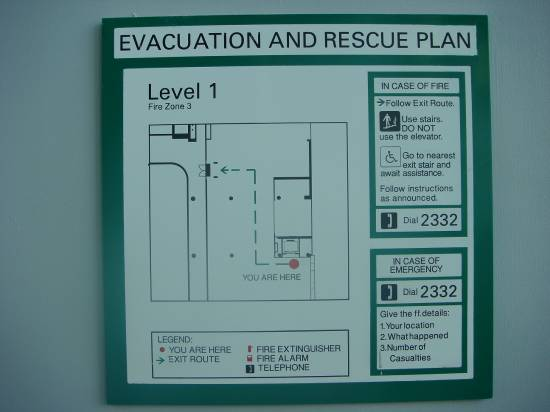 EVACUATION AND RESCUE PLAN
Level 1
Fire Zone 3
YOU ARE HERE
LEGEND:
YOU ARE HERE
EXIT ROUTE
FIRE EXTINGUISHER
FIRE ALARM
TELEPHONE
IN CASE OF FIRE
Follow Exit Route.
Use stairs.
DO NOT
use the elevator.
Go to nearest
exit stair and
await assistance.
Follow instructions
as announced.
Dial 2332
IN CASE OF
EMERGENCY
Dial 2332
Give the ff. details:
1. Your location
2. What happened
3. Number of
Casualties